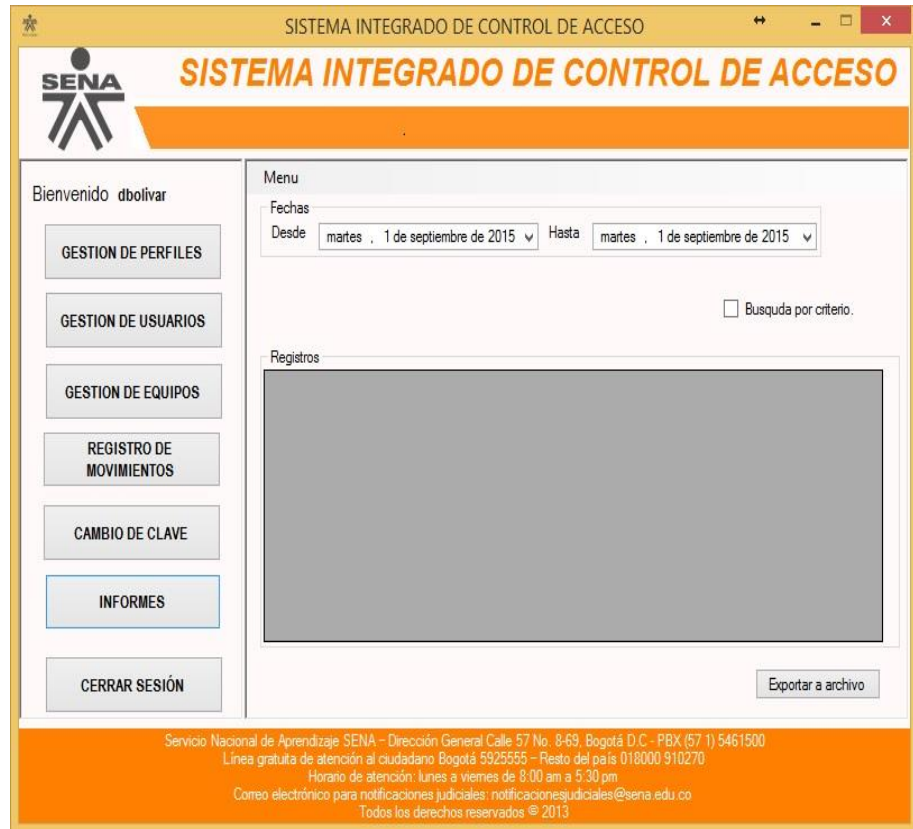 SISTEMA INTEGRADO DE CONTROL DE ACCESO
SENA
SISTEMA INTEGRADO DE CONTROL DE ACCESO
Bienvenido dbolivar
GESTION DE PERFILES
GESTION DE USUARIOS
GESTION DE EQUIPOS
REGISTRO DE
MOVIMIENTOS
CAMBIO DE CLAVE
INFORMES
CERRAR SESIÓN
Menu
Fechas
Desde martes , 1 de septiembre de 2015 Hasta martes , 1 de septiembre de 2015
Busquda por criterio.
Registros
Exportar a archivo
Servicio Nacional de Aprendizaje SENA – Dirección General Calle 57 No. 8-69, Bogotá D.C - PBX (57 1) 5461500
Línea gratuita de atención al ciudadano Bogotá 5925555 – Resto del país 018000 910270
Horario de atención: lunes a viernes de 8:00 am a 5:30 pm
Correo electrónico para notificaciones judiciales: notificacionesjudiciales@sena.edu.co
Todos los derechos reservados © 2013